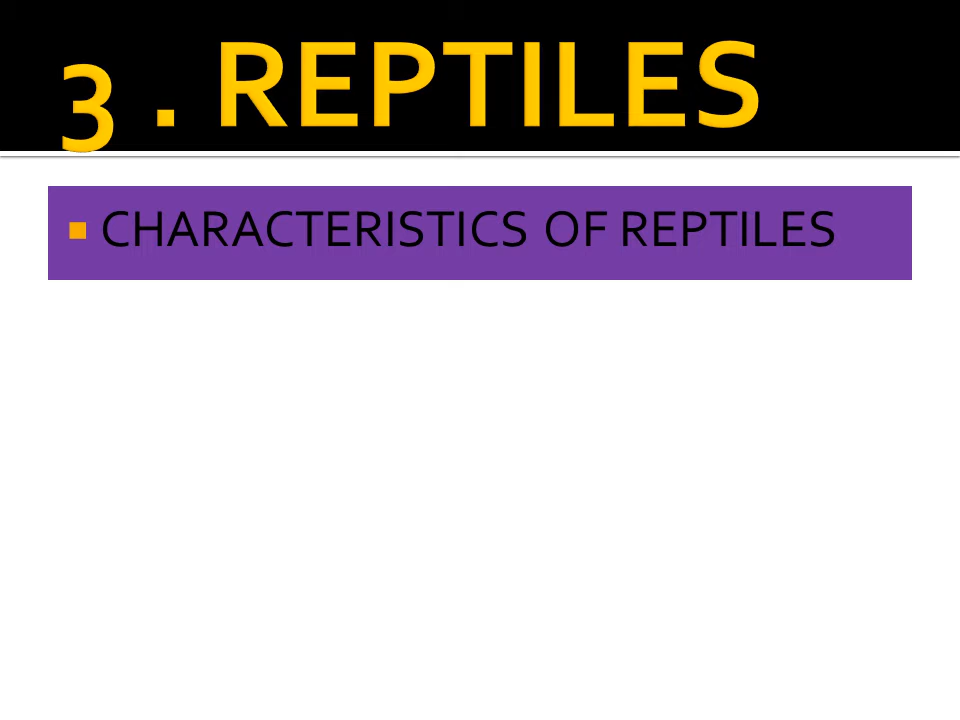 3 . REPTILES
CHARACTERISTICS OF REPTILES